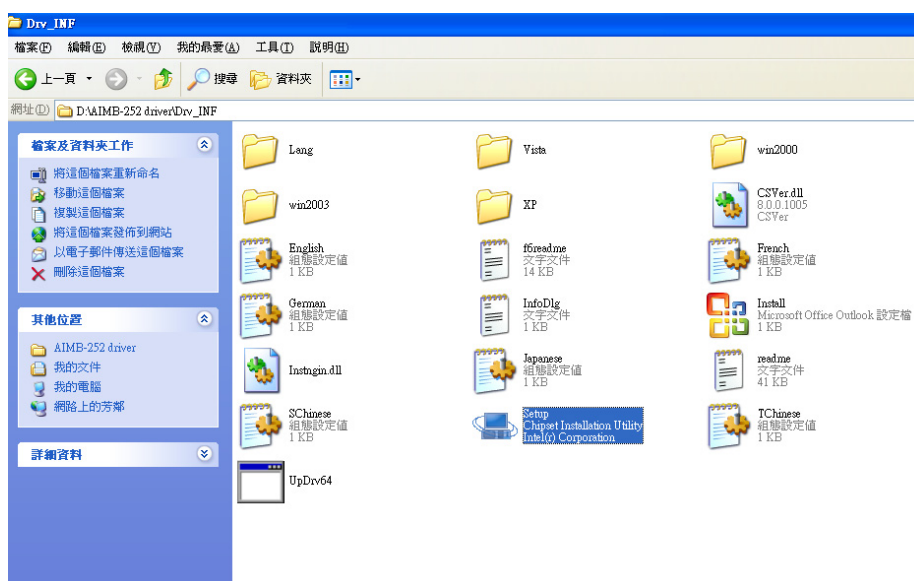 Drv_INF
檔案(F) 編輯(E) 檢視(V) 我的最愛(A) 工具(T) 說明(H)
上一頁 搜尋 資料夾
網址(D) D:\AIMB-252 driver\Drv_INF
檔案及資料夾工作
將這個檔案重新命名
移動這個檔案
複製這個檔案
將這個檔案發佈到網站
以電子郵件傳送這個檔案
刪除這個檔案
其他位置
AIMB-252 driver
我的文件
我的電腦
網路上的芳鄰
詳細資料
Lang
Vista
win2000
win2003
XP
CSVer.dll
8.0.0.1005
CSVer
English
組態設定值
1 KB
f6readme
文字文件
14 KB
French
組態設定值
1 KB
German
組態設定值
1 KB
InfoDlg
文字文件
1 KB
Install
Microsoft Office Outlook 設定檔
1 KB
Instngin.dll
Japanese
組態設定值
1 KB
readme
文字文件
41 KB
SChinese
組態設定值
1 KB
Setup
Chipset Installation Utility
Intel(r) Corporation
TChinese
組態設定值
1 KB
UpDrv64